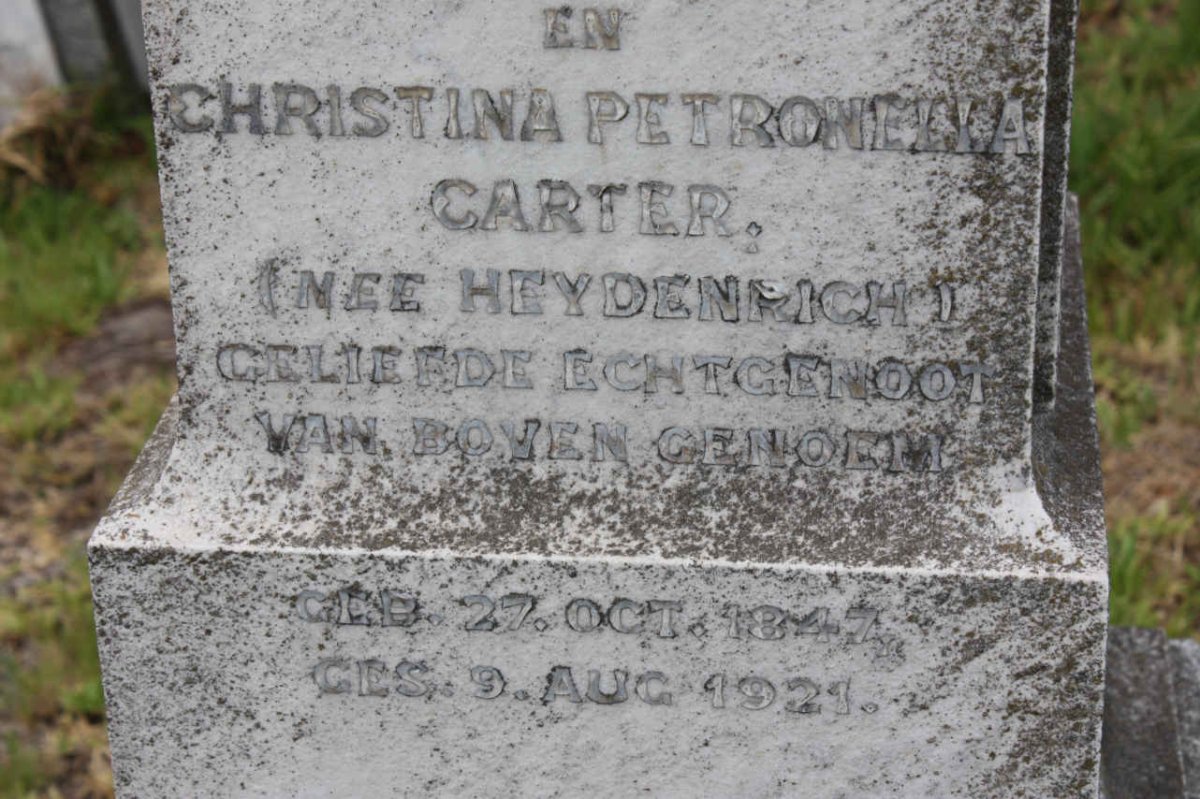 EN
CHRISTINA PETRONELLA
CARTER,
(NEE HEYDENRICH)
GELIEFDE ECHTGENOOT
VAN BOVEN GENOEM
GEB. 27. OCT. 1847,
GES. 9. AUG 1921.